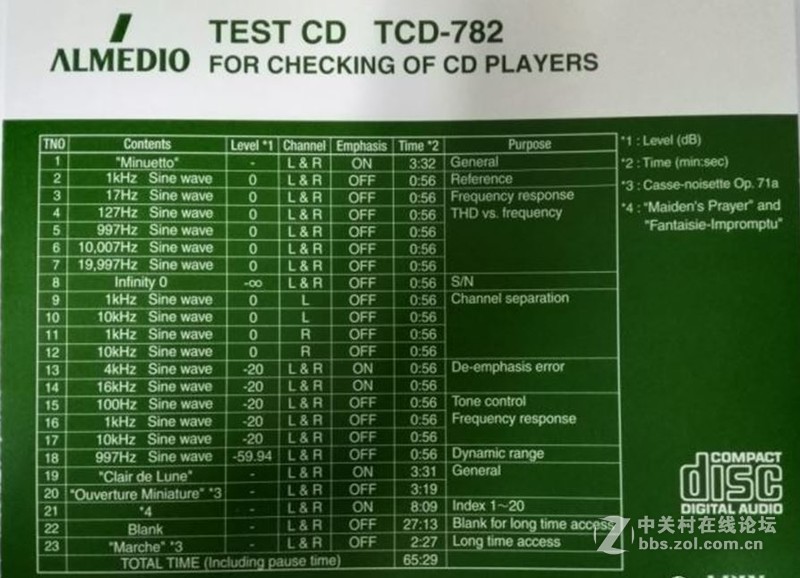 ALMEDIO
TEST CD TCD-782
FOR CHECKING OF CD PLAYERS
TNO Contents Level *1 Channel Emphasis Time *2 Purpose
1 "Minuetto" - L & R ON 3:32 General
2 1kHz Sine wave 0 L & R OFF 0:56 Reference
3 17Hz Sine wave 0 L & R OFF 0:56 Frequency response
4 127Hz Sine wave 0 L & R OFF 0:56 THD vs. frequency
5 997Hz Sine wave 0 L & R OFF 0:56
6 10,007Hz Sine wave 0 L & R OFF 0:56
7 19,997Hz Sine wave 0 L & R OFF 0:56
8 Infinity 0 -∞ L & R OFF 0:56 S/N
9 1kHz Sine wave 0 L OFF 0:56 Channel separation
10 10kHz Sine wave 0 L OFF 0:56
11 1kHz Sine wave 0 R OFF 0:56
12 10kHz Sine wave 0 R OFF 0:56
13 4kHz Sine wave -20 L & R ON 0:56 De-emphasis error
14 16kHz Sine wave -20 L & R ON 0:56
15 100Hz Sine wave -20 L & R OFF 0:56 Tone control
16 1kHz Sine wave -20 L & R OFF 0:56 Frequency response
17 10kHz Sine wave -20 L & R OFF 0:56
18 997Hz Sine wave -59.94 L & R OFF 0:56 Dynamic range
19 "Clair de Lune" - L & R ON 3:31 General
20 "Ouverture Miniature" *3 - L & R OFF 3:19
21 *4 - L & R ON 8:09 Index 1~20
22 Blank - L & R OFF 27:13 Blank for long time access
23 "Marche" *3 - L & R OFF 2:27 Long time access
TOTAL TIME (Including pause time) 65:29
*1 : Level (dB)
*2 : Time (min:sec)
*3 : Casse-noisette Op. 71a
*4 : "Maiden's Prayer" and
"Fantaisie-Impromptu"
COMPACT
disc
DIGITAL AUDIO
中关村在线论坛
bbs.zol.com.cn